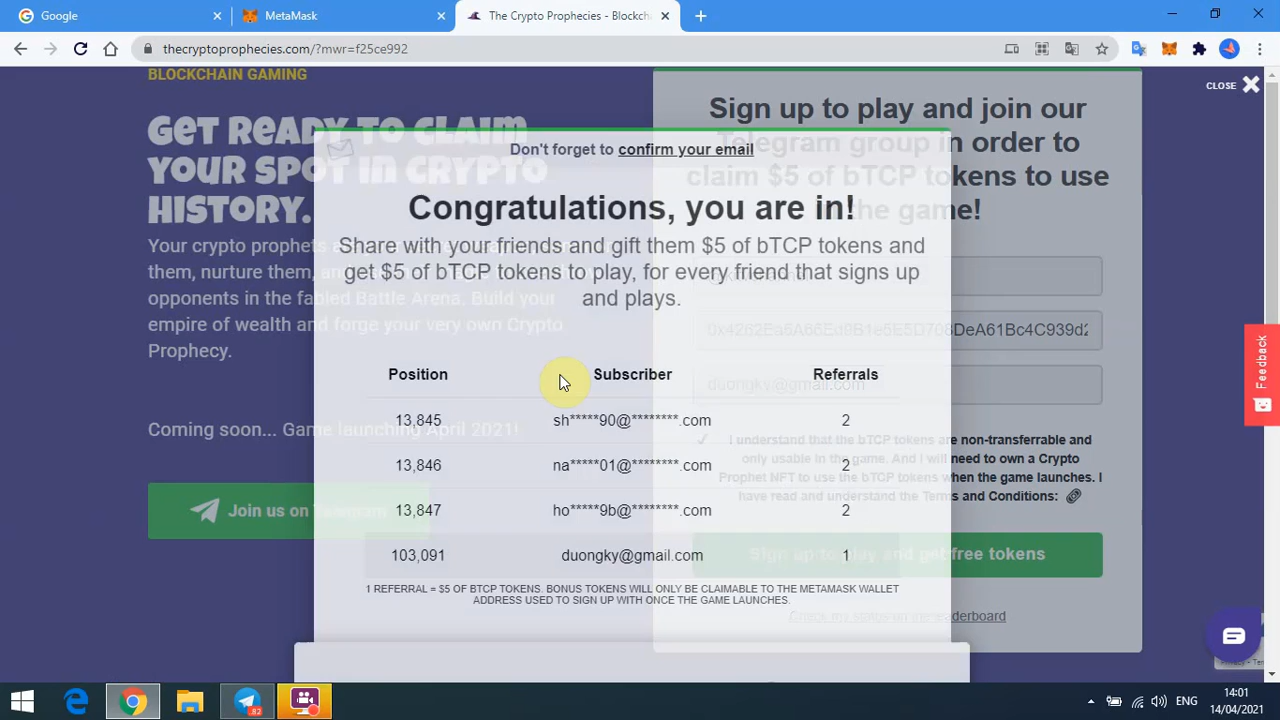 Google
MetaMask
The Crypto Prophecies - Blockch
thecryptoprophecies.com/?mwr=f25ce992
CLOSE
BLOCKCHAIN GAMING
GET READY TO CLAIM
YOUR SPOT IN CRYPTO
HISTORY.
Your crypto prophets
them, nurture them,
opponents in the fabled Battle Arena. Build your
empire of wealth and forge your very own Crypto
Prophecy.
Coming soon... Game launching April 2021!
Join us on Telegram
Don't forget to confirm your email
Congratulations, you are in!
Share with your friends and gift them $5 of bTCP tokens and
get $5 of bTCP tokens to play, for every friend that signs up
and plays.
Position Subscriber Referrals
13,845 sh*****90@********.com 2
13,846 na*****01@********.com 2
13,847 ho*****9b@********.com 2
103,091 duongky@gmail.com 1
1 REFERRAL = $5 OF BTCP TOKENS. BONUS TOKENS WILL ONLY BE CLAIMABLE TO THE METAMASK WALLET
ADDRESS USED TO SIGN UP WITH ONCE THE GAME LAUNCHES.
Sign up to play and join our
Telegram group in order to
claim $5 of bTCP tokens to use
in the game!
duongky@gmail.com
I understand that the bTCP tokens are non-transferrable and
only usable in the game. And I will need to own a Crypto
Prophet NFT to use the bTCP tokens when the game launches. I
have read and understand the Terms and Conditions:
Sign up to play and get free tokens
Check my status on the leaderboard
Feedback
82
ENG
14:01
14/04/2021